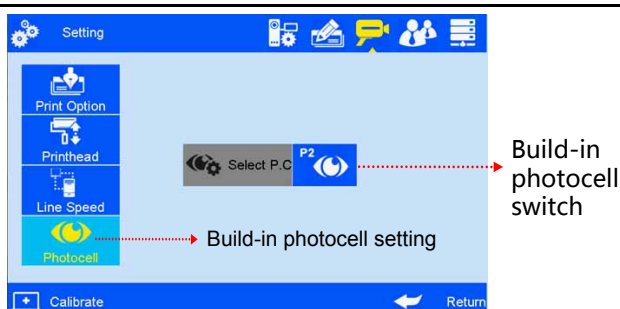 Setting
Print Option
Printhead
Line Speed
Photocell
Select P.C
P2
Build-in
photocell
switch
Build-in photocell setting
Calibrate
Return